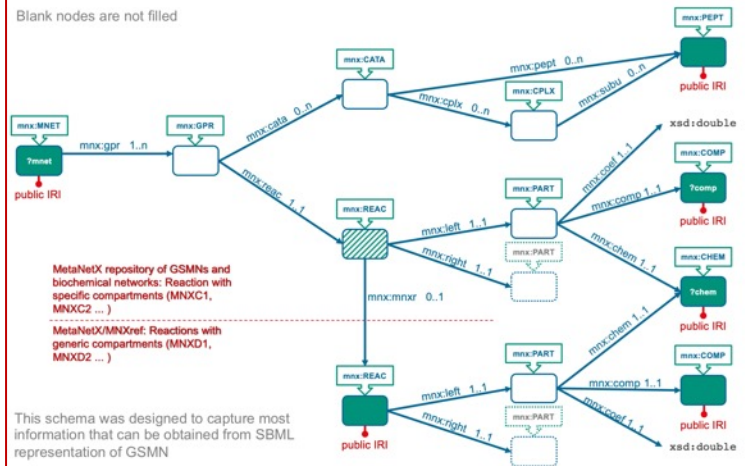 Blank nodes are not filled
mnx:PEPT
mnx:CATA
mnx:pept 0..n
public IRI
mnx:cata 0..n
mnx:cplx 0..n
mnx:CPLX
mnx:subu 0..n
mnx:MNET
mnx:GPR
xsd:double
?mnet
mnx:gpr 1..n
public IRI
mnx:reac 1..1
mnx:coef 1..1
mnx:COMP
mnx:REAC
mnx:PART
mnx:left 1..1
mnx:comp 1..1
?comp
public IRI
mnx:right 1..1
mnx:PART
mnx:chem 1..1
mnx:CHEM
MetaNetX repository of GSMNs and
biochemical networks: Reaction with
specific compartments (MNXC1,
MNXC2 ... )
mnx:mnxr 0..1
?chem
public IRI
MetaNetX/MNXref: Reactions with
generic compartments (MNXD1,
MNXD2 ... )
mnx:chem 1..1
mnx:REAC
mnx:PART
mnx:COMP
mnx:left 1..1
mnx:comp 1..1
mnx:right 1..1
mnx:PART
mnx:coef 1..1
public IRI
public IRI
xsd:double
This schema was designed to capture most
information that can be obtained from SBML
representation of GSMN